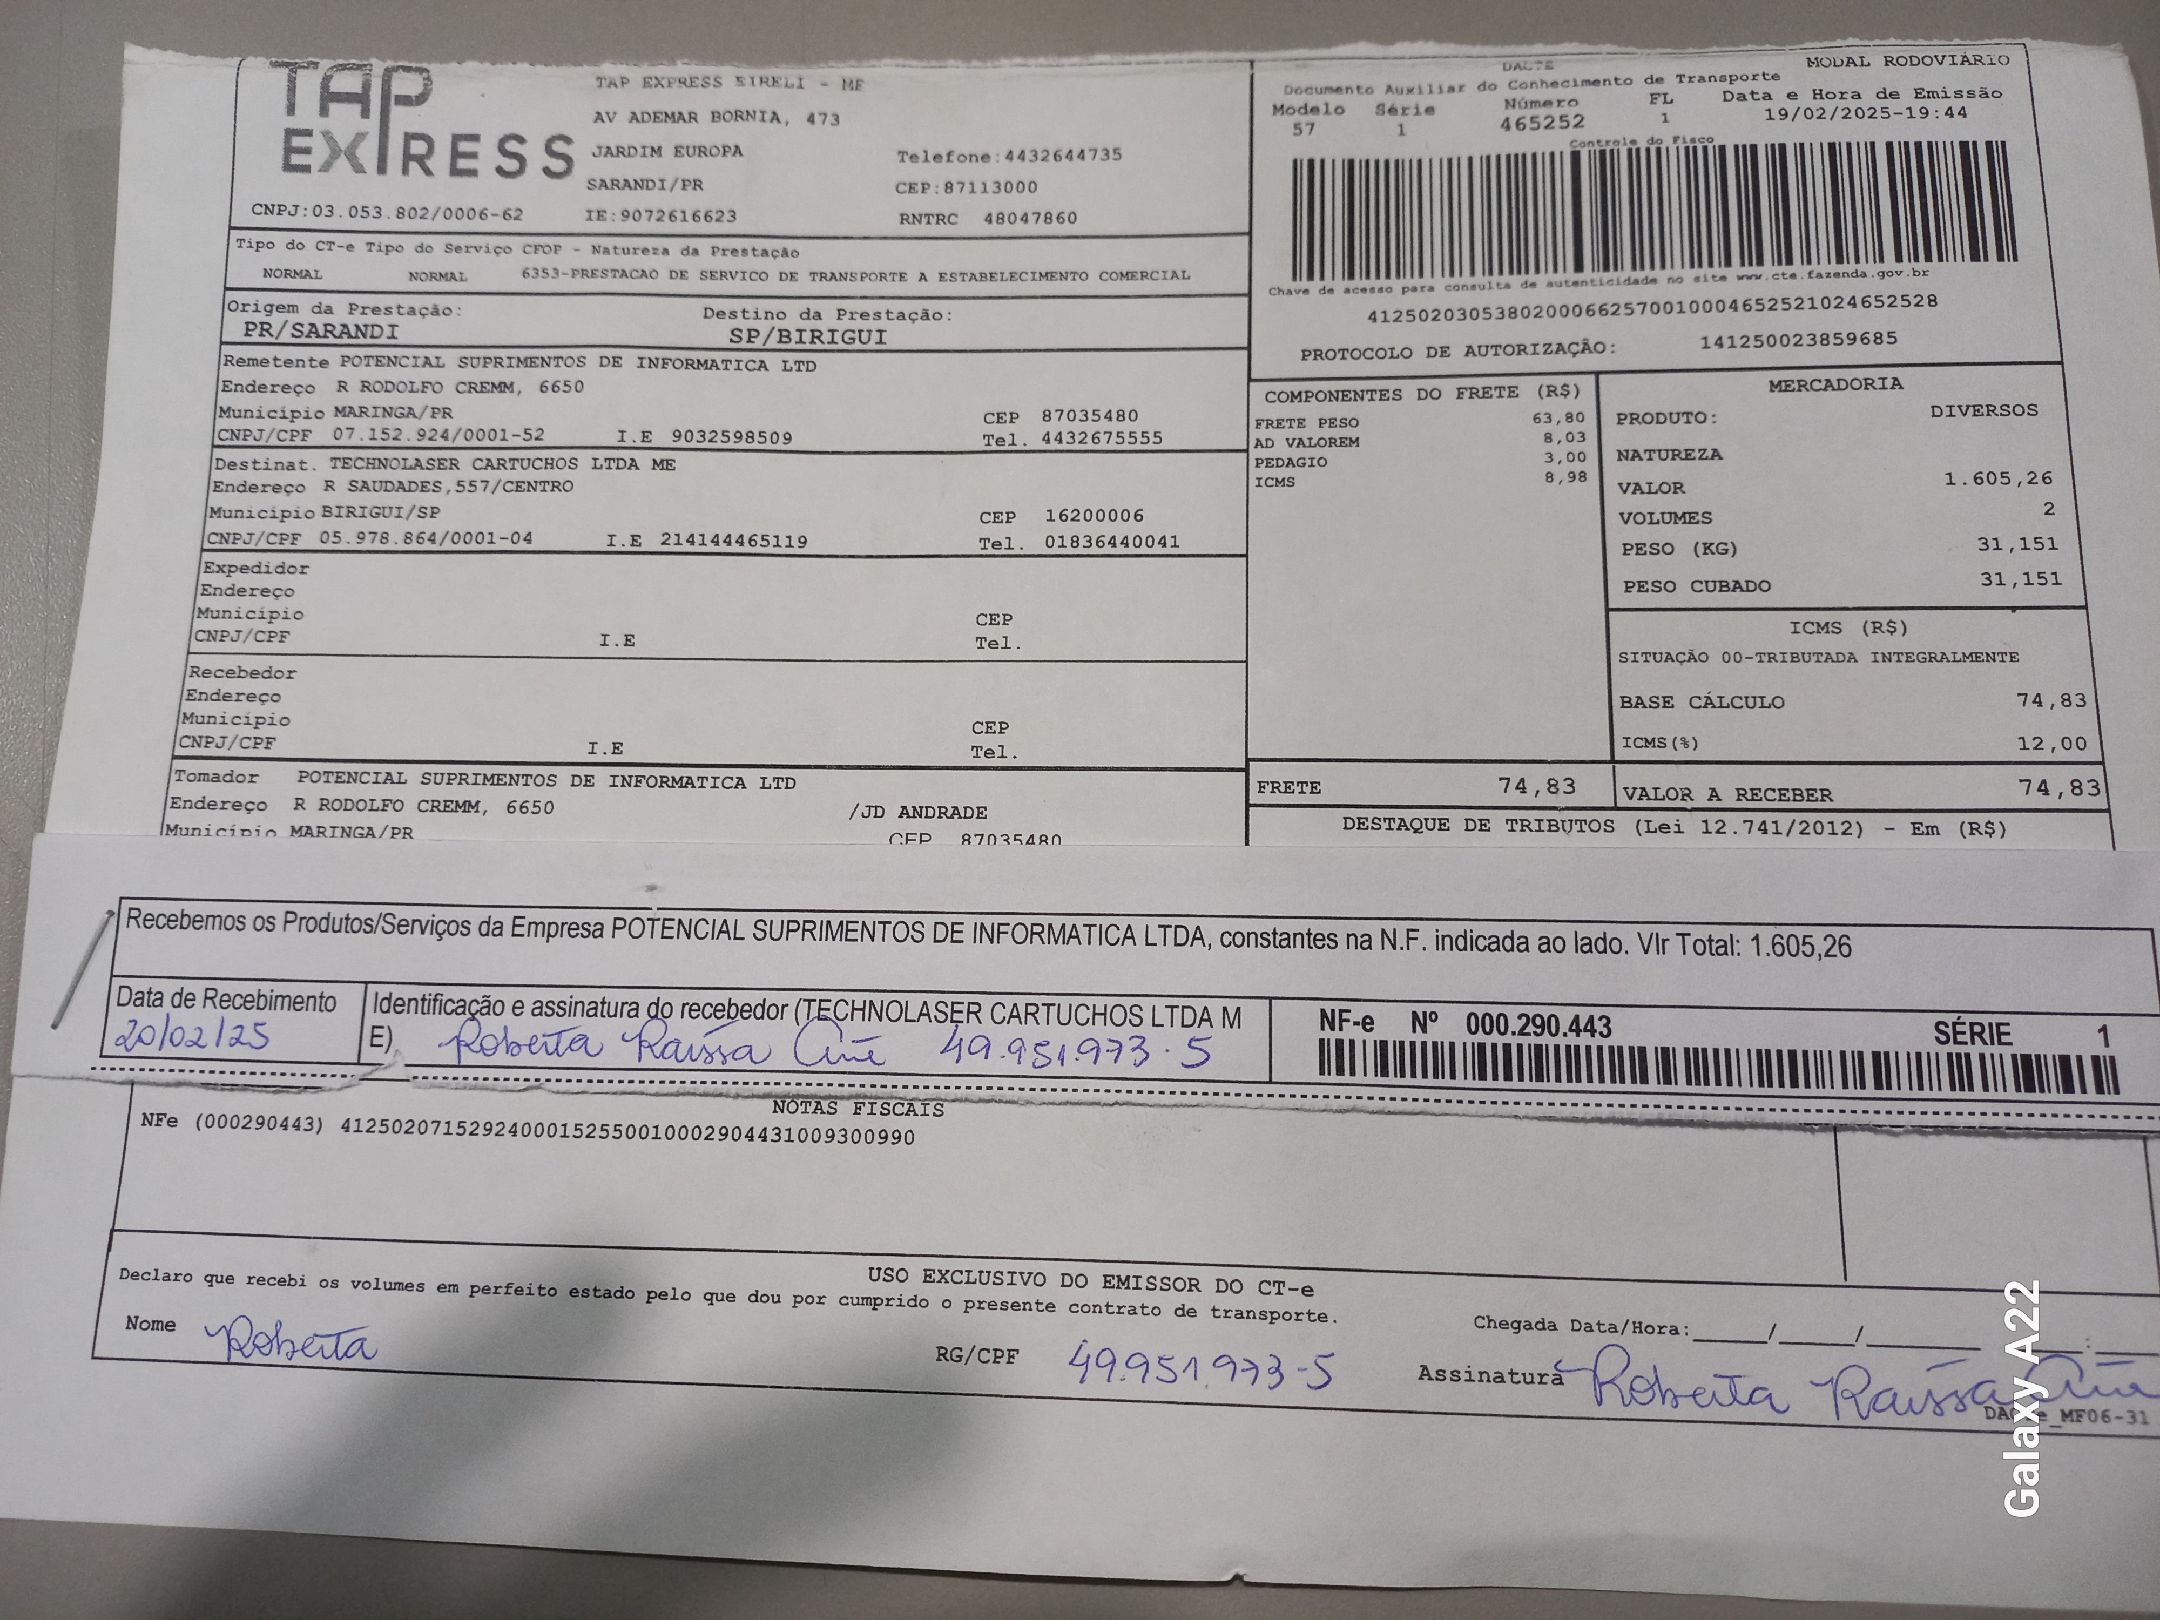 TAP EXPRESS
TAP EXPRESS EIRELI - ME
AV ADEMAR BORNIA, 473
JARDIM EUROPA
Telefone:4432644735
SARANDI/PR
CEP:87113000
CNPJ:03.053.802/0006-62
IE:9072616623
RNTRC 48047860
DACTE
MODAL RODOVIÁRIO
Documento Auxiliar do Conhecimento de Transporte
Modelo Série Número FL Data e Hora de Emissão
57 1 465252 1 19/02/2025-19:44
Controle do Fisco
Chave de acesso para consulta de autenticidade no site www.cte.fazenda.gov.br
41250203053802000662570010004652521024652528
PROTOCOLO DE AUTORIZAÇÃO: 141250023859685
Tipo do CT-e Tipo do Serviço CFOP - Natureza da Prestação
NORMAL NORMAL 6353-PRESTACAO DE SERVICO DE TRANSPORTE A ESTABELECIMENTO COMERCIAL
Origem da Prestação: Destino da Prestação:
PR/SARANDI SP/BIRIGUI
Remetente POTENCIAL SUPRIMENTOS DE INFORMATICA LTD
Endereço R RODOLFO CREMM, 6650
Município MARINGA/PR CEP 87035480
CNPJ/CPF 07.152.924/0001-52 I.E 9032598509 Tel. 4432675555
Destinat. TECHNOLASER CARTUCHOS LTDA ME
Endereço R SAUDADES,557/CENTRO
Município BIRIGUI/SP CEP 16200006
CNPJ/CPF 05.978.864/0001-04 I.E 214144465119 Tel. 01836440041
Expedidor
Endereço
Município CEP
CNPJ/CPF I.E Tel.
Recebedor
Endereço
Município CEP
CNPJ/CPF I.E Tel.
Tomador POTENCIAL SUPRIMENTOS DE INFORMATICA LTD
Endereço R RODOLFO CREMM, 6650 /JD ANDRADE
Município MARINGA/PR CEP 87035480
COMPONENTES DO FRETE (R$)
FRETE PESO 63,80
AD VALOREM 8,03
PEDAGIO 3,00
ICMS 8,98
MERCADORIA
PRODUTO: DIVERSOS
NATUREZA
VALOR 1.605,26
VOLUMES 2
PESO (KG) 31,151
PESO CUBADO 31,151
ICMS (R$)
SITUAÇÃO 00-TRIBUTADA INTEGRALMENTE
BASE CÁLCULO 74,83
ICMS(%) 12,00
FRETE 74,83
VALOR A RECEBER 74,83
DESTAQUE DE TRIBUTOS (Lei 12.741/2012) - Em (R$)
Recebemos os Produtos/Serviços da Empresa POTENCIAL SUPRIMENTOS DE INFORMATICA LTDA, constantes na N.F. indicada ao lado. Vlr Total: 1.605,26
Data de Recebimento
20/02/25
Identificação e assinatura do recebedor (TECHNOLASER CARTUCHOS LTDA M
E) Roberta Raissa 49.951.973-5
NF-e Nº 000.290.443 SÉRIE 1
NOTAS FISCAIS
NFe (000290443) 41250207152924000152550010002904431009300990
USO EXCLUSIVO DO EMISSOR DO CT-e
Declaro que recebi os volumes em perfeito estado pelo que dou por cumprido o presente contrato de transporte.
Nome Roberta
RG/CPF 49.951.973-5
Chegada Data/Hora:_____/_____/_______ ___:___
Assinatura Roberta Raissa
MF06-31
Galaxy A22